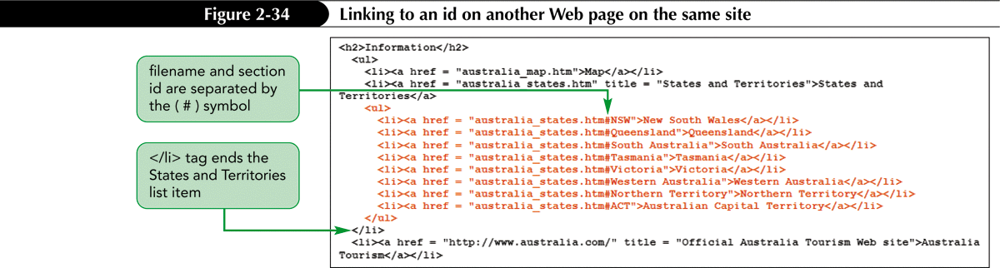 Figure 2-34
Linking to an id on another Web page on the same site
filename and section
id are separated by
the ( # ) symbol
</li> tag ends the
States and Territories
list item
<h2>Information</h2>
<ul>
<li><a href = "australia_map.htm">Map</a></li>
<li><a href = "australia_states.htm" title = "States and Territories">States and
Territories</a>
<ul>
<li><a href = "australia_states.htm#NSW">New South Wales</a></li>
<li><a href = "australia_states.htm#Queensland">Queensland</a></li>
<li><a href = "australia_states.htm#South Australia">South Australia</a></li>
<li><a href = "australia_states.htm#Tasmania">Tasmania</a></li>
<li><a href = "australia_states.htm#Victoria">Victoria</a></li>
<li><a href = "australia_states.htm#Western Australia">Western Australia</a></li>
<li><a href = "australia_states.htm#Northern Territory">Northern Territory</a></li>
<li><a href = "australia_states.htm#ACT">Australian Capital Territory</a></li>
</ul>
</li>
<li><a href = "http://www.australia.com/" title = "Official Australia Tourism Web site">Australia
Tourism</a></li>